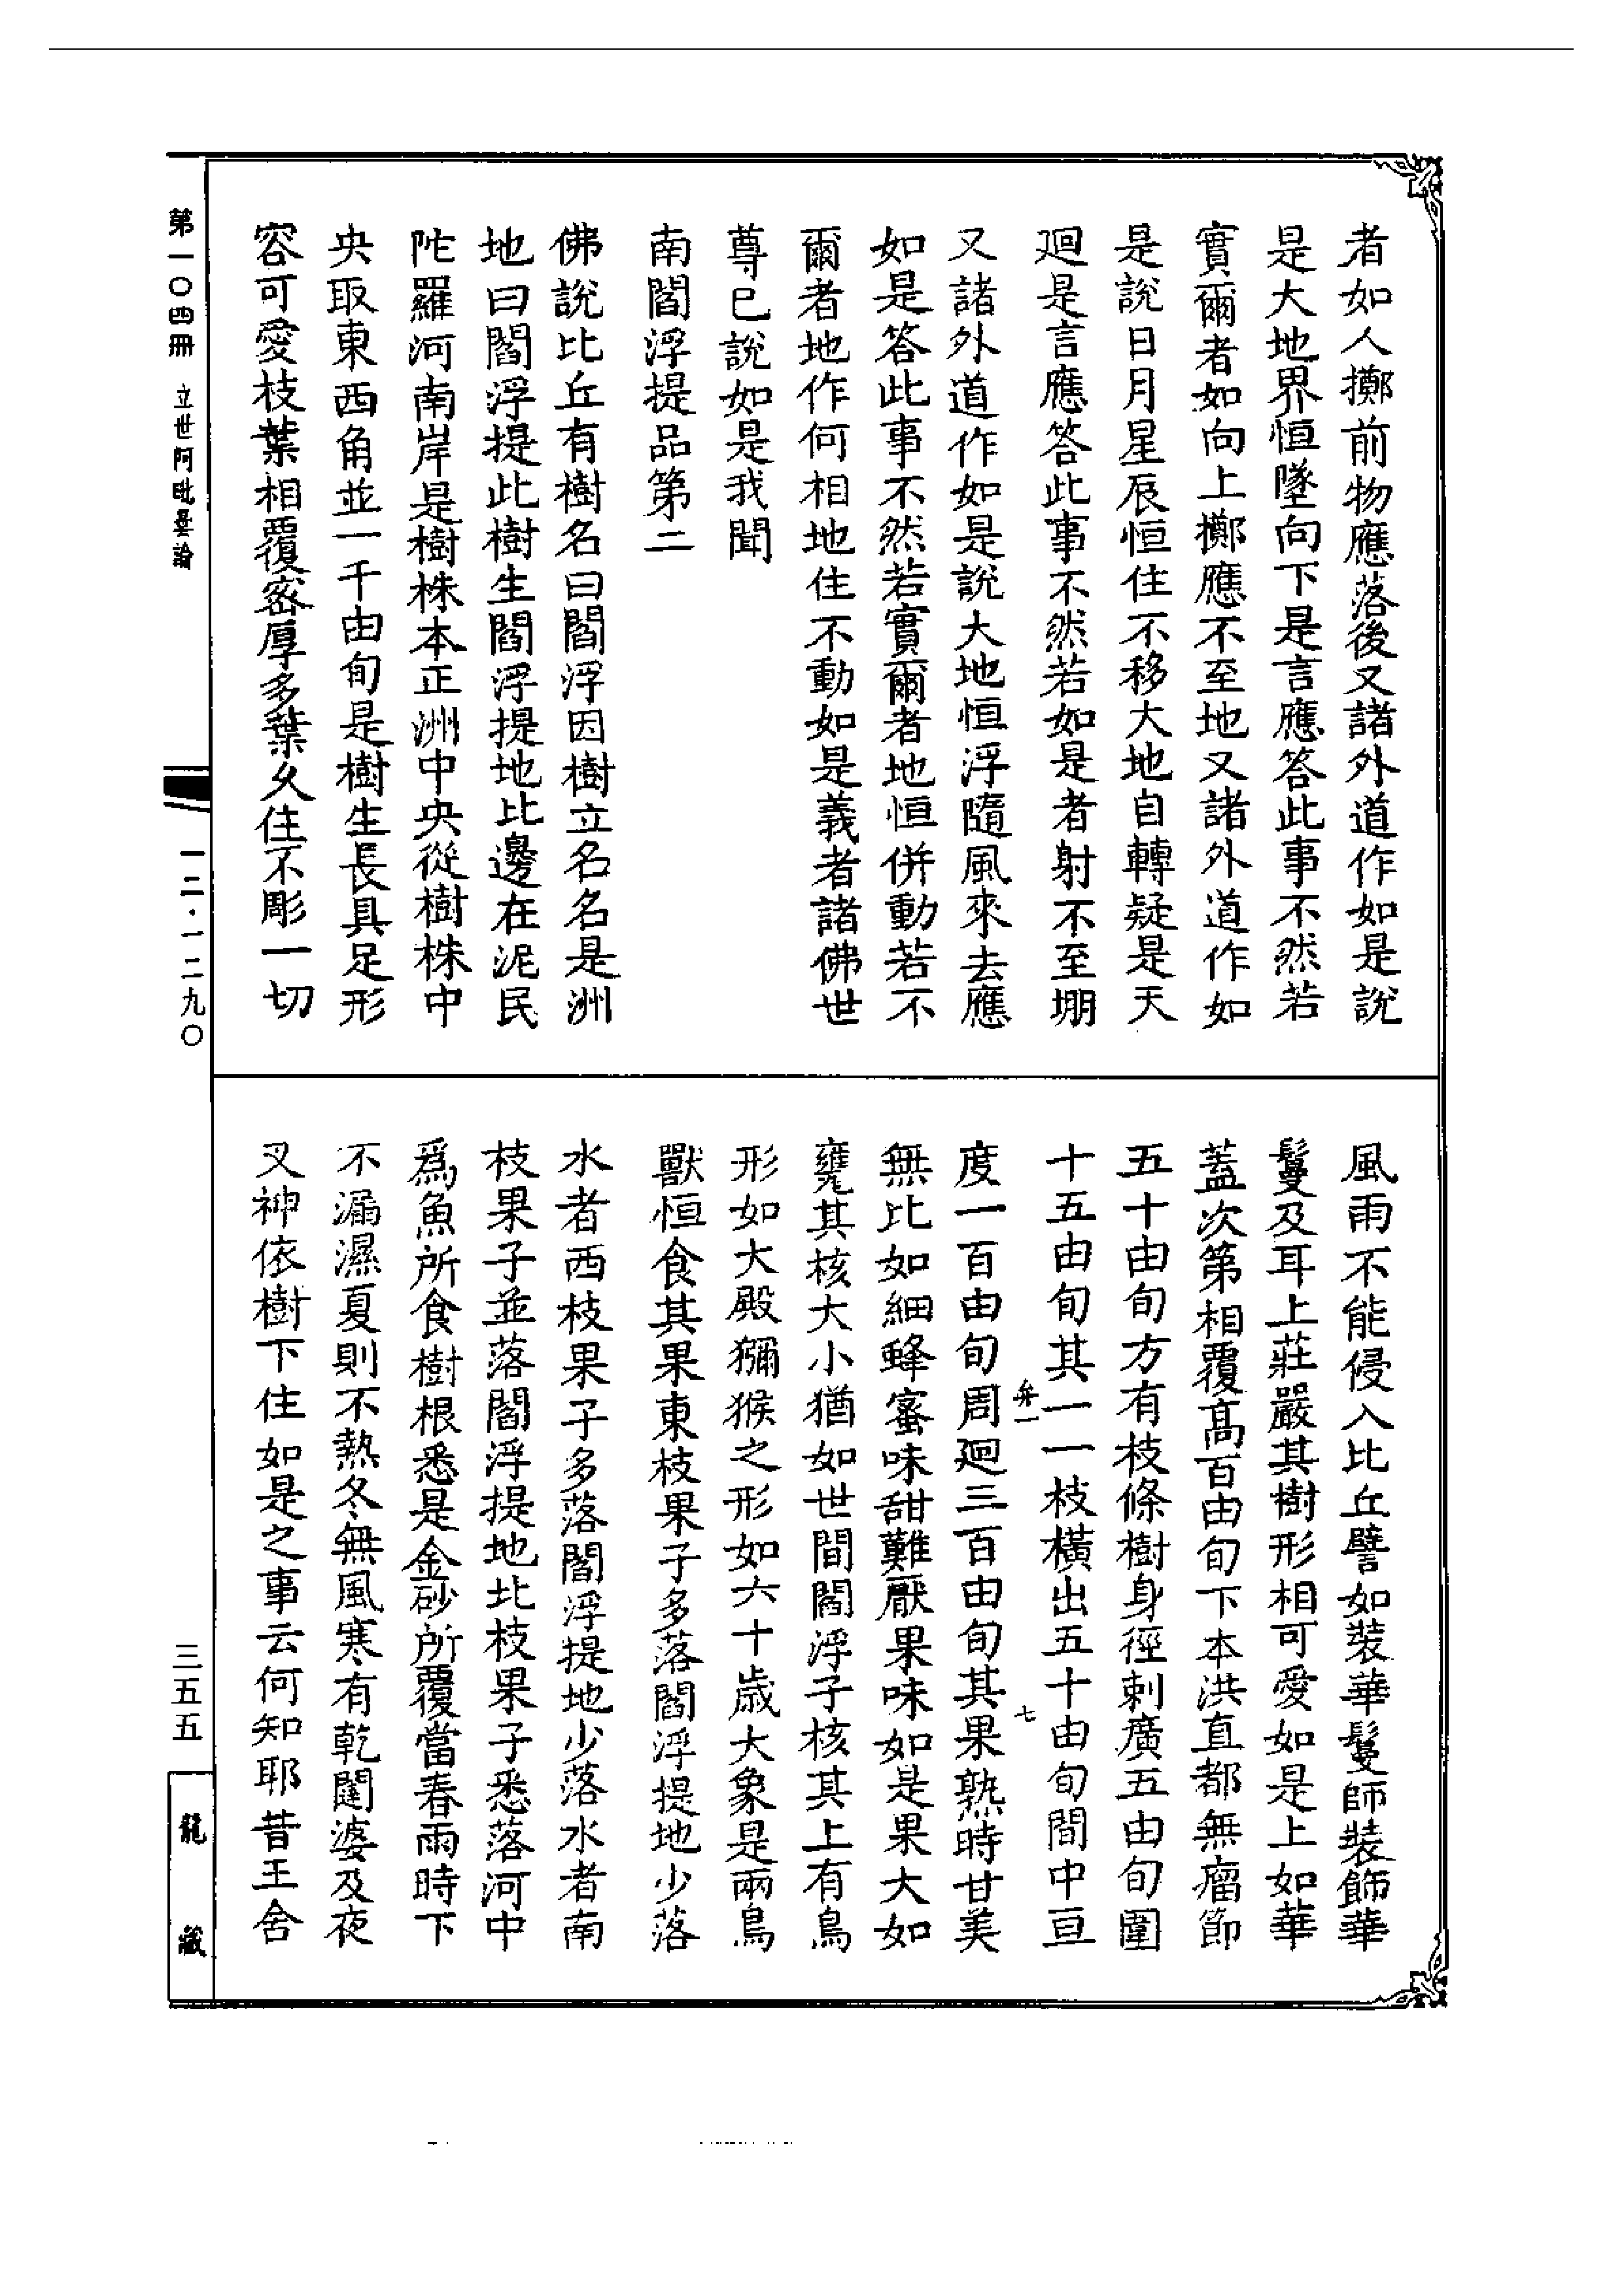 者如人擲前物應落後又諸外道作如是說
是大地界恒墜向下是言應答此事不然若
實爾者如向上擲應不至地又諸外道作如
是說日月星辰恒住不移大地自轉疑是天
廻是言應答此事不然若如是者射不至堋
又諸外道作如是說大地恒浮隨風來去應
如是答此事不然若實爾者地恒併動若不
爾者地作何相地住不動如是義者諸佛世
尊已說如是我聞
南閻浮提品第二
佛說比丘有樹名曰閻浮因樹立名名是洲
地曰閻浮提此樹生閻浮提地比邊在泥民
陀羅河南岸是樹株本正洲中央從樹株中
央取東西角並一千由旬是樹生長具足形
容可愛枝葉相覆密厚多葉久住不彫一切
風雨不能侵入比丘譬如裝華鬘師裝飾華
鬘及耳上莊嚴其樹形相可愛如是上如華
蓋次第相覆高百由旬下本洪直都無瘤節
五十由旬方有枝條樹身徑刺廣五由旬圍
十五由旬其一一枝橫出五十由旬間中亘
弁一 七
度一百由旬周廻三百由旬其果熟時甘美
無比如細蜂蜜味甜難厭果味如是果大如
甕其核大小猶如世間閻浮子核其上有鳥
形如大殿獼猴之形如六十歲大象是兩鳥
獸恒食其果東枝果子多落閻浮提地少落
水者西枝果子多落閻浮提地少落水者南
枝果子並落閻浮提地北枝果子悉落河中
爲魚所食樹根悉是金砂所覆當春雨時下
不漏濕夏則不熱冬無風寒有乾闥婆及夜
叉神依樹下住如是之事云何知耶昔王舍
第一〇四冊 立世阿毗曇論
一二·一二九〇
三五五
龍藏